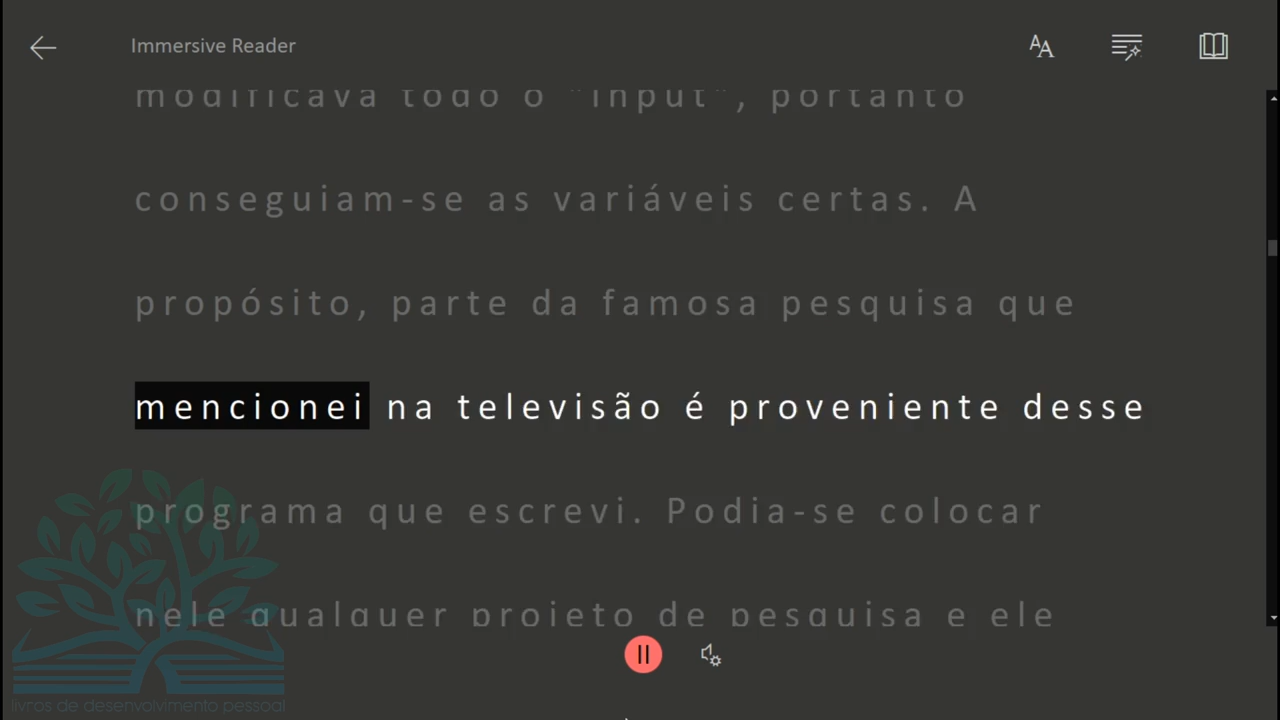 Immersive Reader
modificava todo o "input", portanto
conseguiam-se as variáveis certas. A
propósito, parte da famosa pesquisa que
mencionei na televisão é proveniente desse
programa que escrevi. Podia-se colocar
nele qualquer projeto de pesquisa e ele
livros de desenvolvimento pessoal